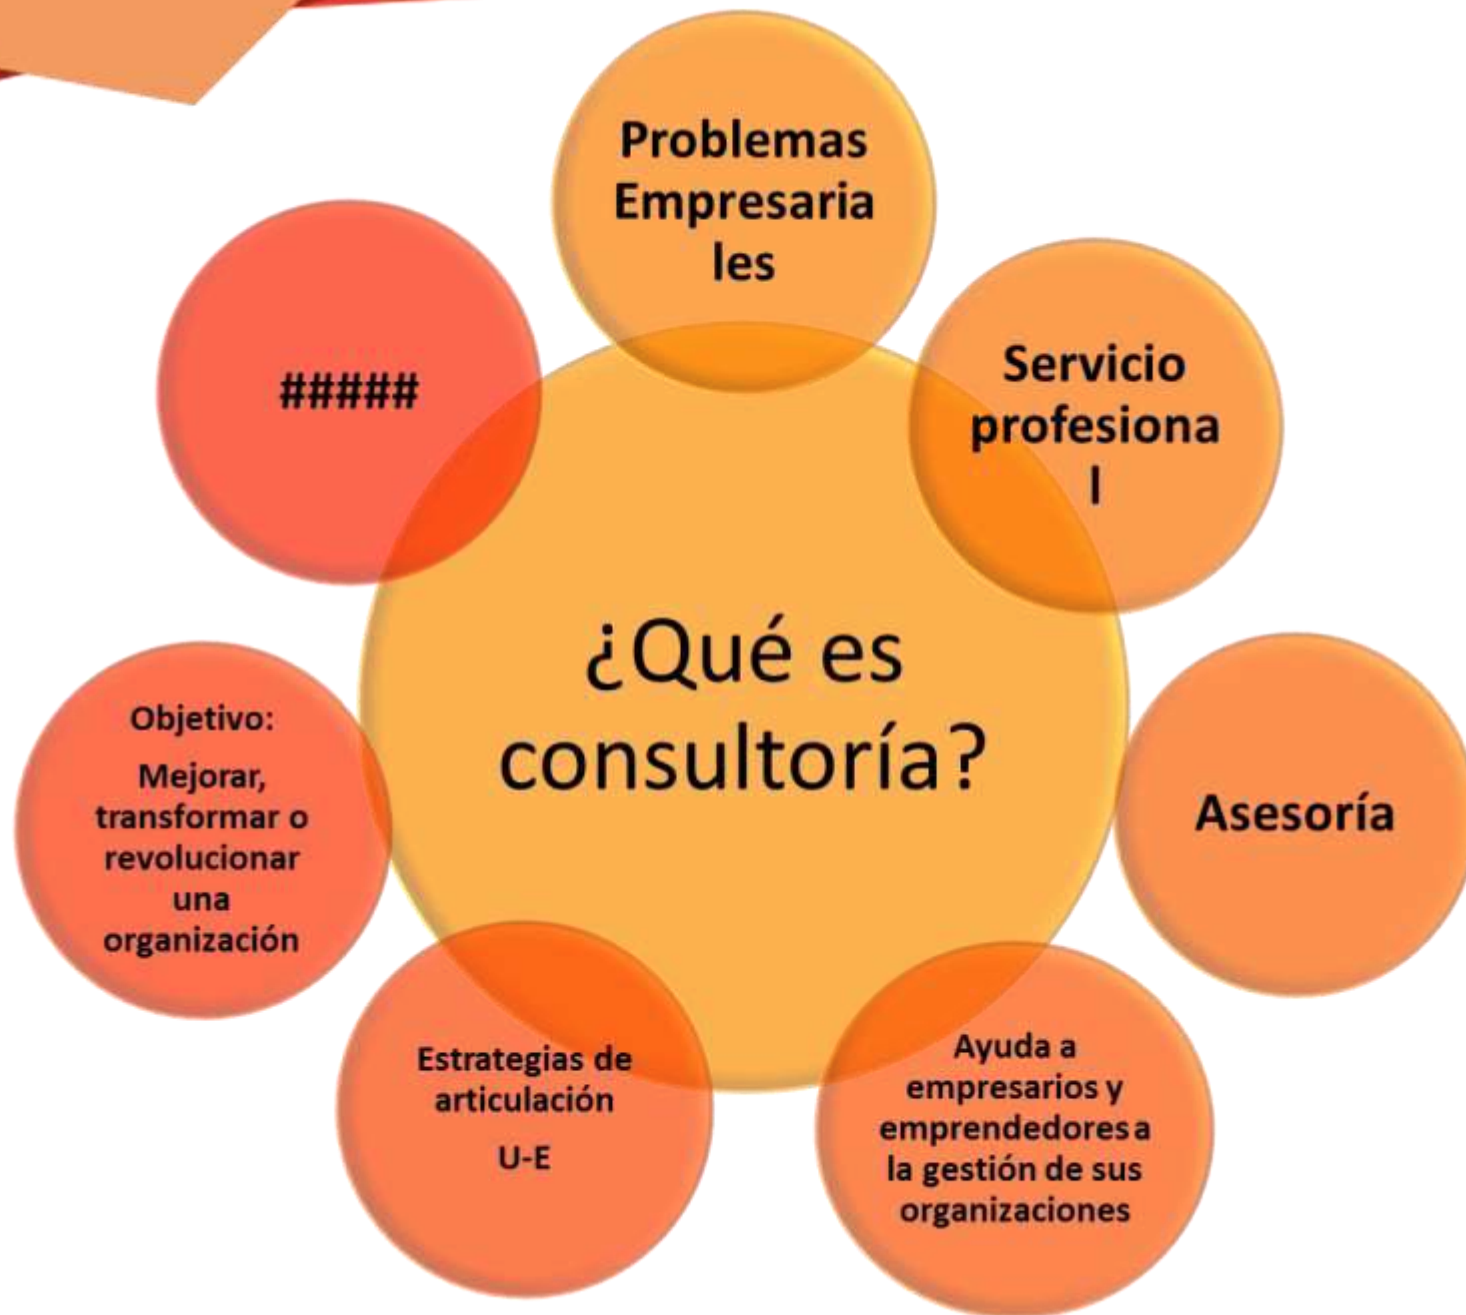 Problemas
Empresaria
les
Servicio
profesiona
l
#####
¿Qué es
consultoría?
Asesoría
Objetivo:
Mejorar,
transformar o
revolucionar
una
organización
Estrategias de
articulación
U-E
Ayuda a
empresarios y
emprendedores a
la gestión de sus
organizaciones